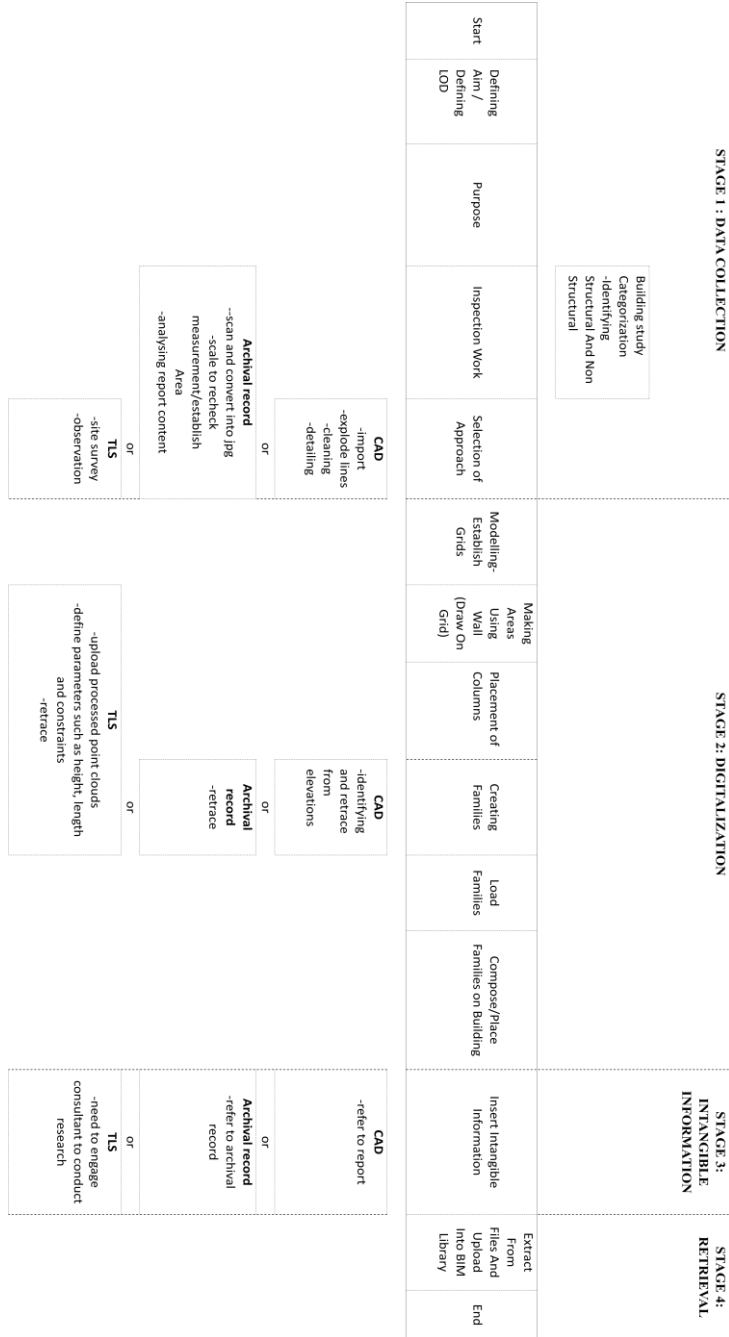 STAGE 1 : DATA COLLECTION
STAGE 2: DIGITALIZATION
STAGE 3:
INTANGIBLE
INFORMATION
STAGE 4:
RETRIEVAL
Building study
Categorization
-Identifying
Structural And Non
Structural
Start
Defining
Aim /
Defining
LOD
Purpose
Inspection Work
Selection of
Approach
Modelling-
Establish
Grids
Making
Areas
Using
Wall
(Draw On
Grid)
Placement of
Columns
Creating
Families
Load
Families
Compose/Place
Families on Building
Insert Intangible
Information
Extract
From
Files And
Upload
Into BIM
Library
End
CAD
-import
-explode lines
-cleaning
-detailing
or
Archival record
--scan and convert into jpg
-scale to recheck
measurement/establish
Area
-analysing report content
or
TLS
-site survey
-observation
CAD
-identifying
and retrace
from
elevations
or
Archival
record
-retrace
or
TLS
-upload processed point clouds
-define parameters such as height, length
and constraints
-retrace
CAD
-refer to report
or
Archival record
-refer to archival
record
or
TLS
-need to engage
consultant to conduct
research